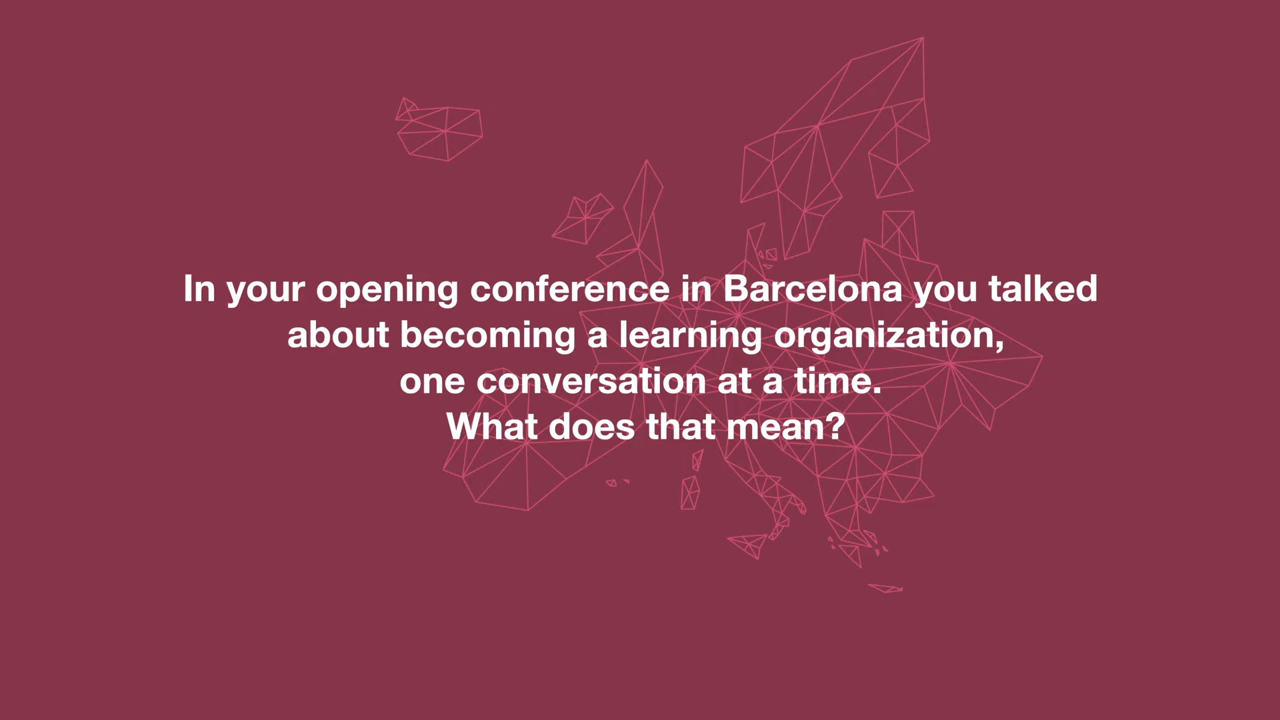 In your opening conference in Barcelona you talked
about becoming a learning organization,
one conversation at a time.
What does that mean?